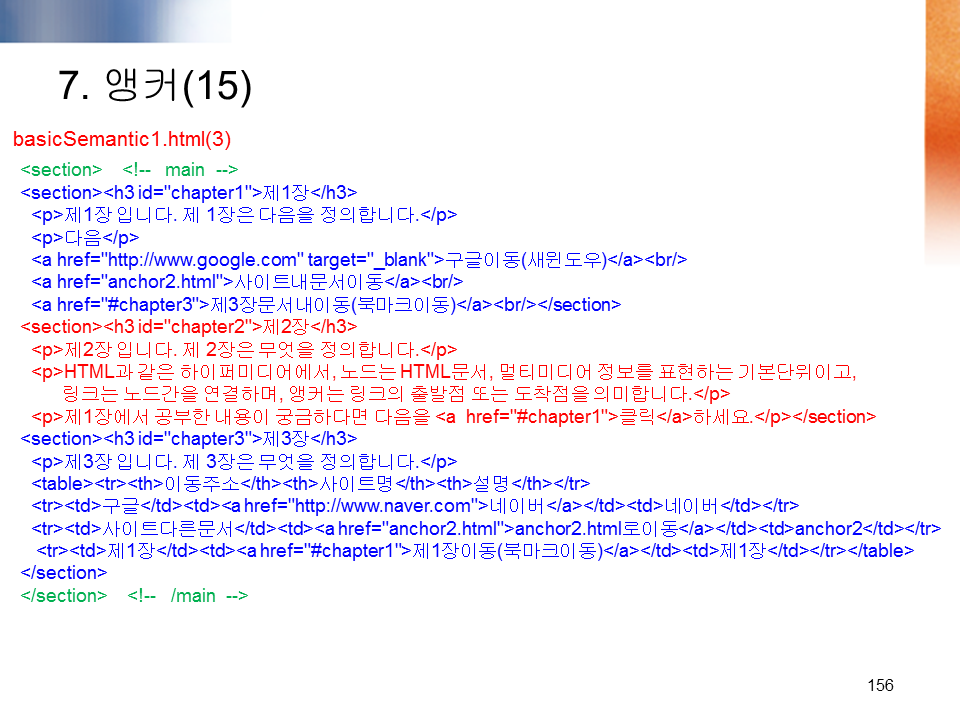 7. 앵커(15)
basicSemantic1.html(3)
<section> <!-- main -->
<section><h3 id="chapter1">제1장</h3>
<p>제1장 입니다. 제 1장은 다음을 정의합니다.</p>
<p>다음</p>
<a href="http://www.google.com" target="_blank">구글이동(새윈도우)</a><br/>
<a href="anchor2.html">사이트내문서이동</a><br/>
<a href="#chapter3">제3장문서내이동(북마크이동)</a><br/></section>
<section><h3 id="chapter2">제2장</h3>
<p>제2장 입니다. 제 2장은 무엇을 정의합니다.</p>
<p>HTML과 같은 하이퍼미디어에서, 노드는 HTML문서, 멀티미디어 정보를 표현하는 기본단위이고,
링크는 노드간을 연결하며, 앵커는 링크의 출발점 또는 도착점을 의미합니다.</p>
<p>제1장에서 공부한 내용이 궁금하다면 다음을 <a href="#chapter1">클릭</a>하세요.</p></section>
<section><h3 id="chapter3">제3장</h3>
<p>제3장 입니다. 제 3장은 무엇을 정의합니다.</p>
<table><tr><th>이동주소</th><th>사이트명</th><th>설명</th></tr>
<tr><td>구글</td><td><a href="http://www.naver.com">네이버</a></td><td>네이버</td></tr>
<tr><td>사이트다른문서</td><td><a href="anchor2.html">anchor2.html로이동</a></td><td>anchor2</td></tr>
<tr><td>제1장</td><td><a href="#chapter1">제1장이동(북마크이동)</a></td><td>제1장</td></tr></table>
</section>
</section> <!-- /main -->
156